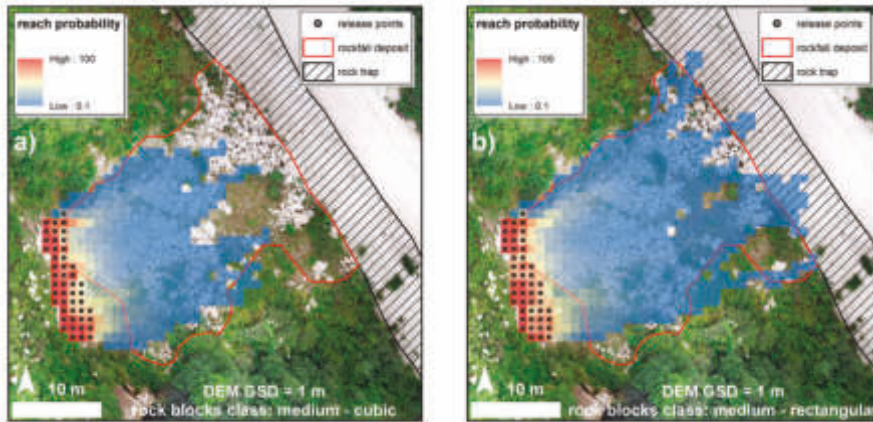 reach probability
High : 100
Low : 0.1
release points
rockfall deposit
rock trap
a)
10 m
DEM GSD = 1 m
rock blocks class: medium - cubic
reach probability
High : 100
Low : 0.1
release points
rockfall deposit
rock trap
b)
10 m
DEM GSD = 1 m
rock blocks class: medium - rectangular